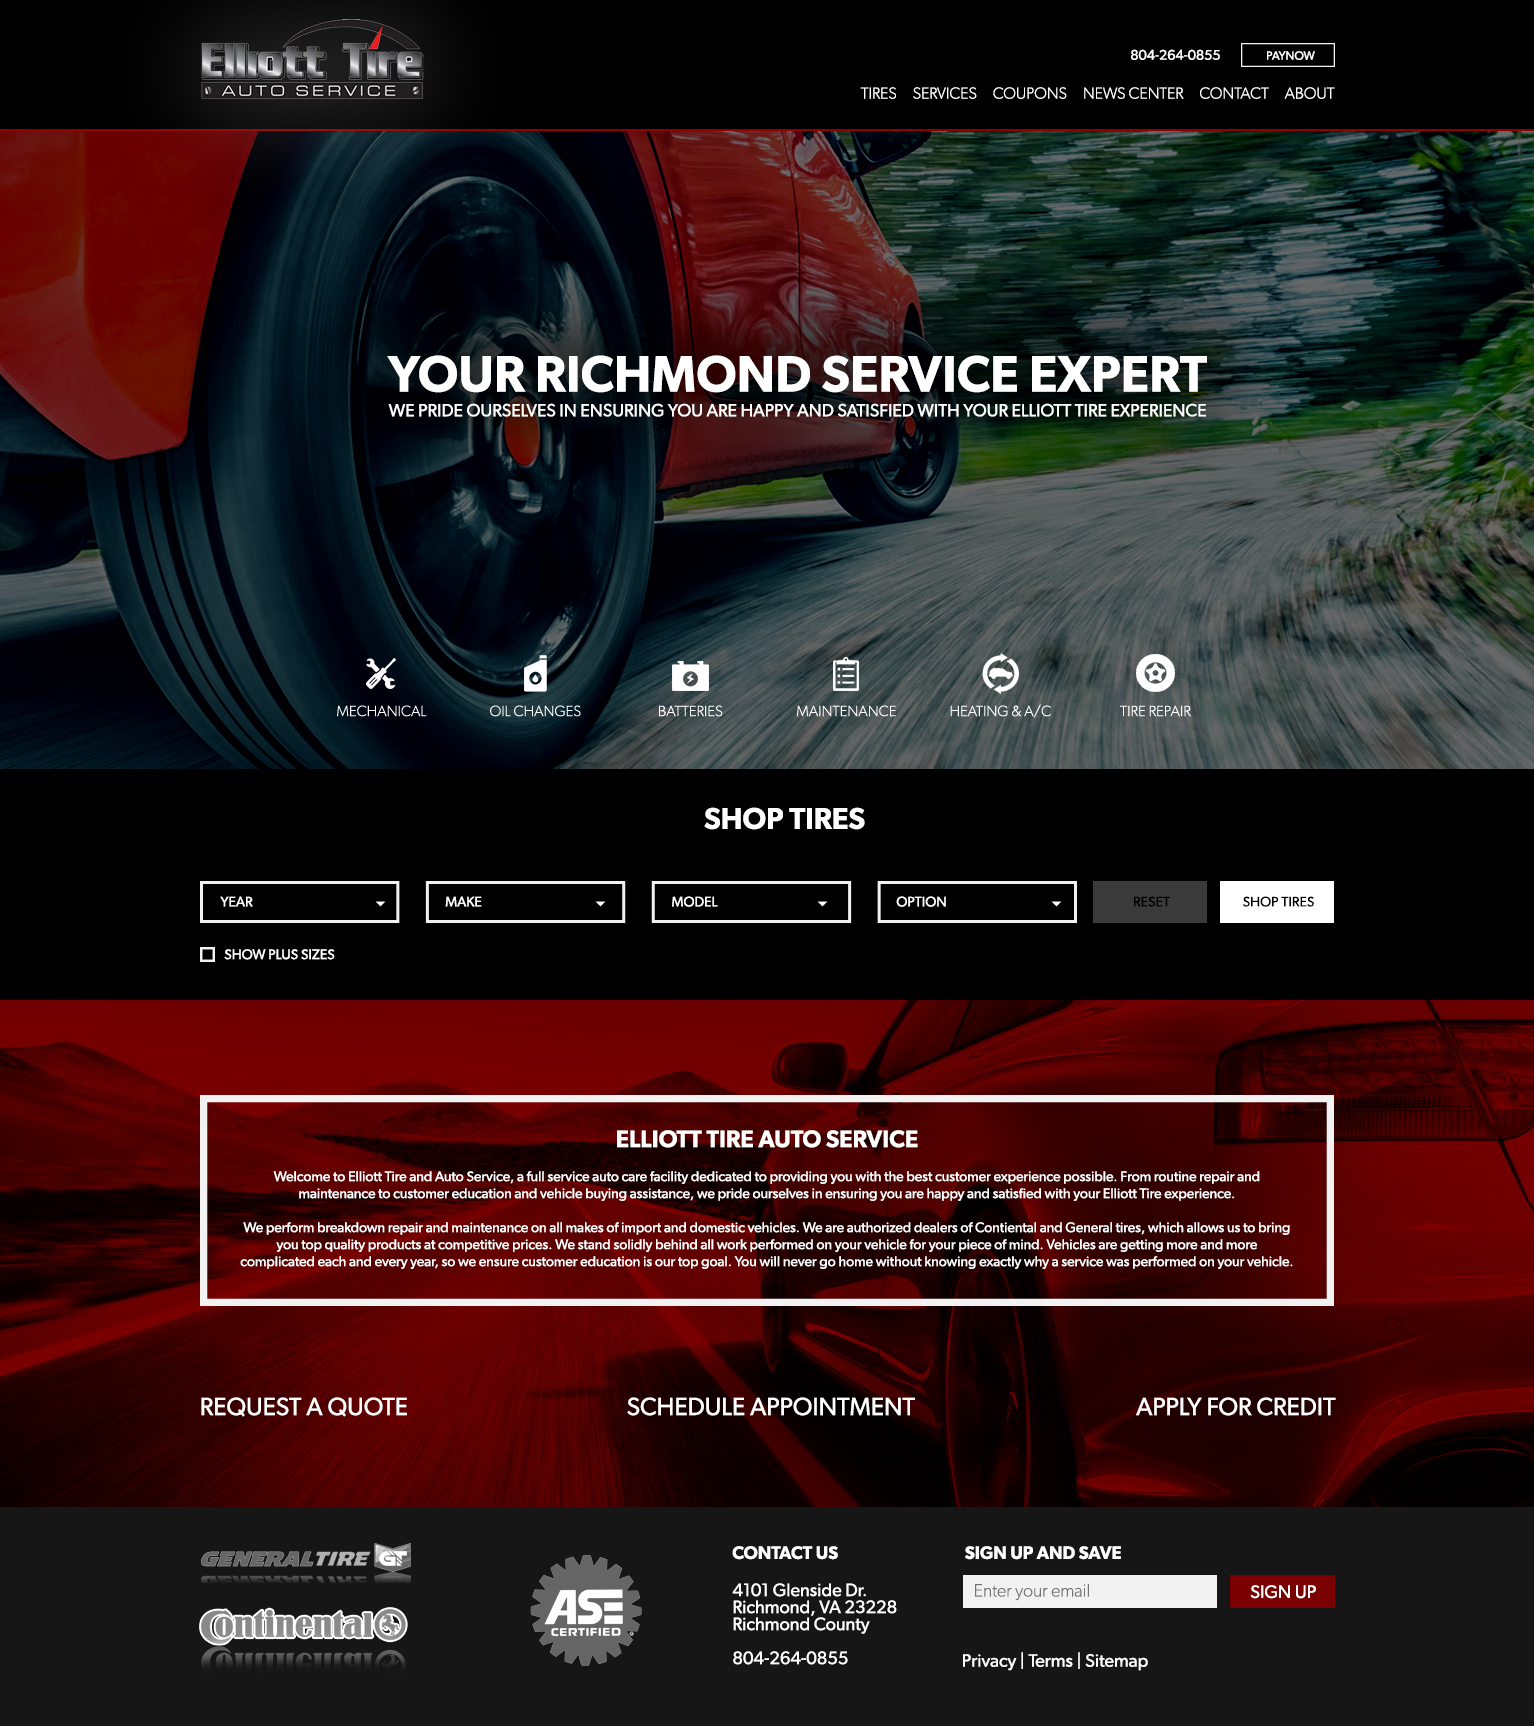 Elliott Tire
AUTO SERVICE
804-264-0855
PAYNOW
TIRES
SERVICES
COUPONS
NEWS CENTER
CONTACT
ABOUT
YOUR RICHMOND SERVICE EXPERT
WE PRIDE OURSELVES IN ENSURING YOU ARE HAPPY AND SATISFIED WITH YOUR ELLIOTT TIRE EXPERIENCE
MECHANICAL
OIL CHANGES
BATTERIES
MAINTENANCE
HEATING & A/C
TIRE REPAIR
SHOP TIRES
YEAR
MAKE
MODEL
OPTION
RESET
SHOP TIRES
SHOW PLUS SIZES
ELLIOTT TIRE AUTO SERVICE
Welcome to Elliott Tire and Auto Service, a full service auto care facility dedicated to providing you with the best customer experience possible. From routine repair and
maintenance to customer education and vehicle buying assistance, we pride ourselves in ensuring you are happy and satisfied with your Elliott Tire experience.
We perform breakdown repair and maintenance on all makes of import and domestic vehicles. We are authorized dealers of Contiental and General tires, which allows us to bring
you top quality products at competitive prices. We stand solidly behind all work performed on your vehicle for your piece of mind. Vehicles are getting more and more
complicated each and every year, so we ensure customer education is our top goal. You will never go home without knowing exactly why a service was performed on your vehicle.
REQUEST A QUOTE
SCHEDULE APPOINTMENT
APPLY FOR CREDIT
GENERAL TIRE GT
Continental
ASE
CERTIFIED
CONTACT US
4101 Glenside Dr.
Richmond, VA 23228
Richmond County
804-264-0855
SIGN UP AND SAVE
Enter your email
SIGN UP
Privacy | Terms | Sitemap